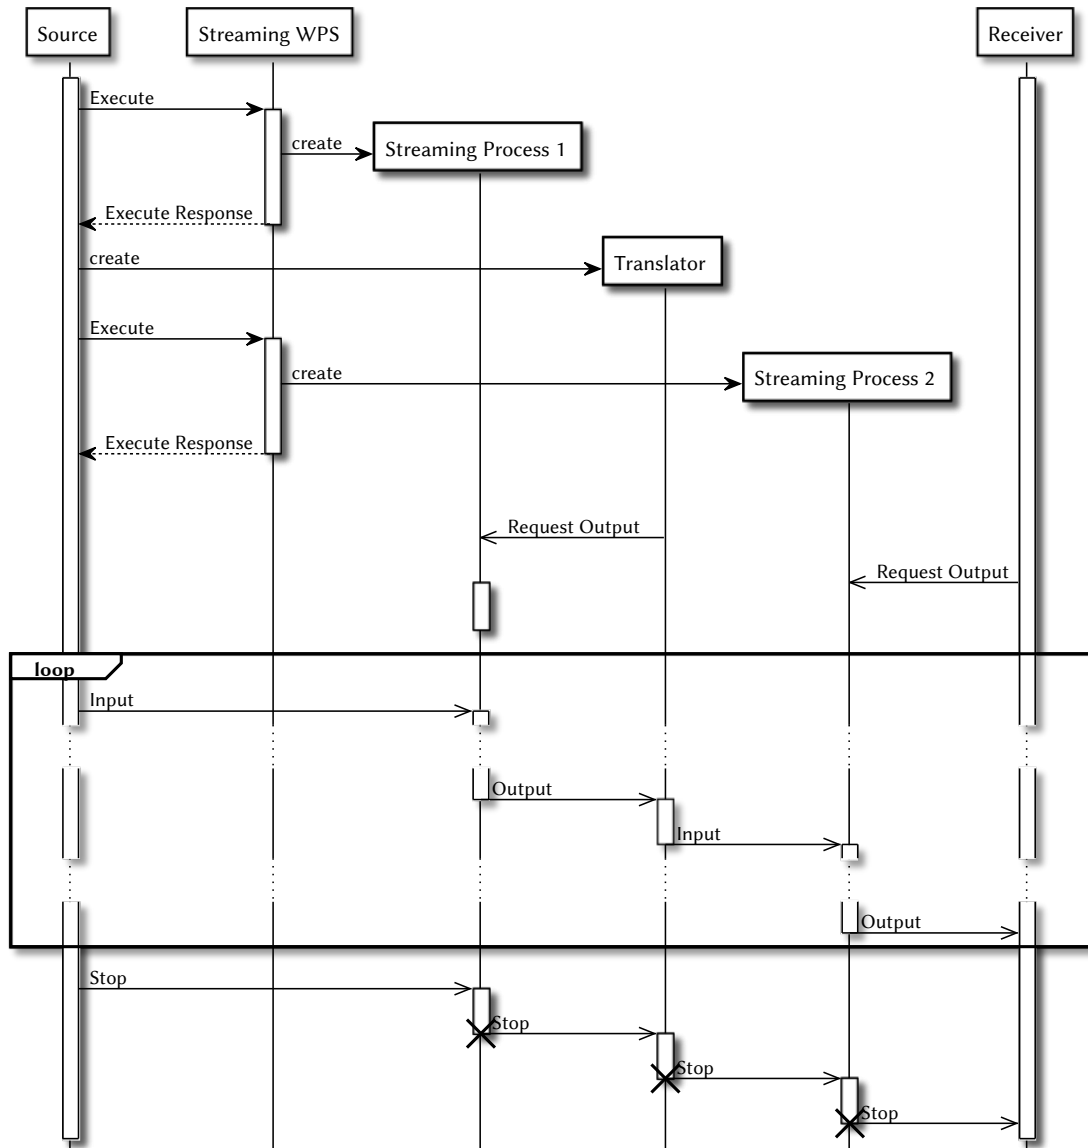 Source
Streaming WPS
Receiver
Execute
create
Streaming Process 1
Execute Response
create
Translator
Execute
create
Streaming Process 2
Execute Response
Request Output
Request Output
loop
Input
Output
Input
Output
Stop
Stop
Stop
Stop